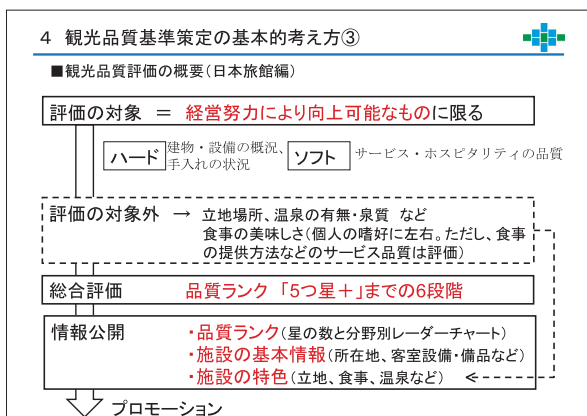 4 観光品質基準策定の基本的考え方③
■観光品質評価の概要(日本旅館編)
評価の対象 = 経営努力により向上可能なものに限る
ハード 建物・設備の概況、手入れの状況 ソフト サービス・ホスピタリティの品質
評価の対象外 → 立地場所、温泉の有無・泉質 など
食事の美味しさ(個人の嗜好に左右。ただし、食事
の提供方法などのサービス品質は評価)
総合評価 品質ランク 「5つ星+」までの6段階
情報公開 ・品質ランク(星の数と分野別レーダーチャート)
・施設の基本情報(所在地、客室設備・備品など)
・施設の特色(立地、食事、温泉など)
プロモーション